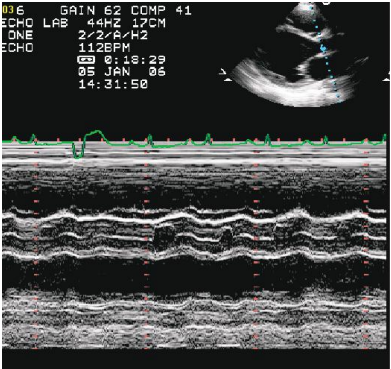 036 GAIN 62 COMP 41
ECHO LAB 44HZ 17CM
ONE 2/2/A/H2
ECHO 112BPM
0:18:29
05 JAN 06
14:31:50